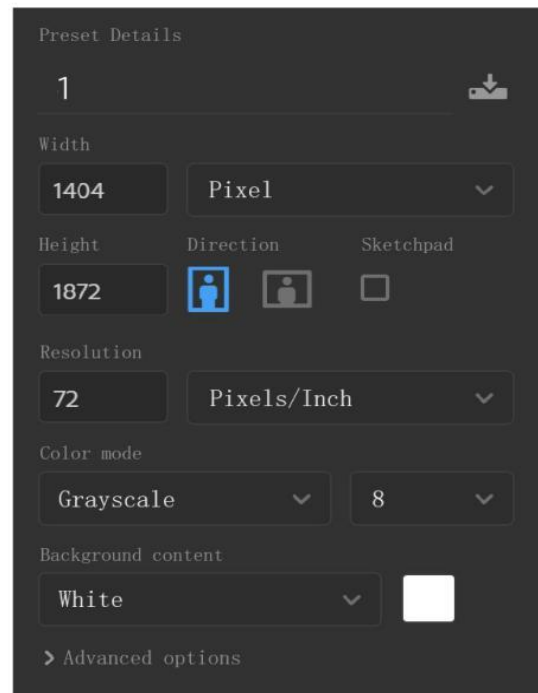 Preset Details
1
Width
1404 Pixel
Height Direction Sketchpad
1872
Resolution
72 Pixels/Inch
Color mode
Grayscale 8
Background content
White
Advanced options